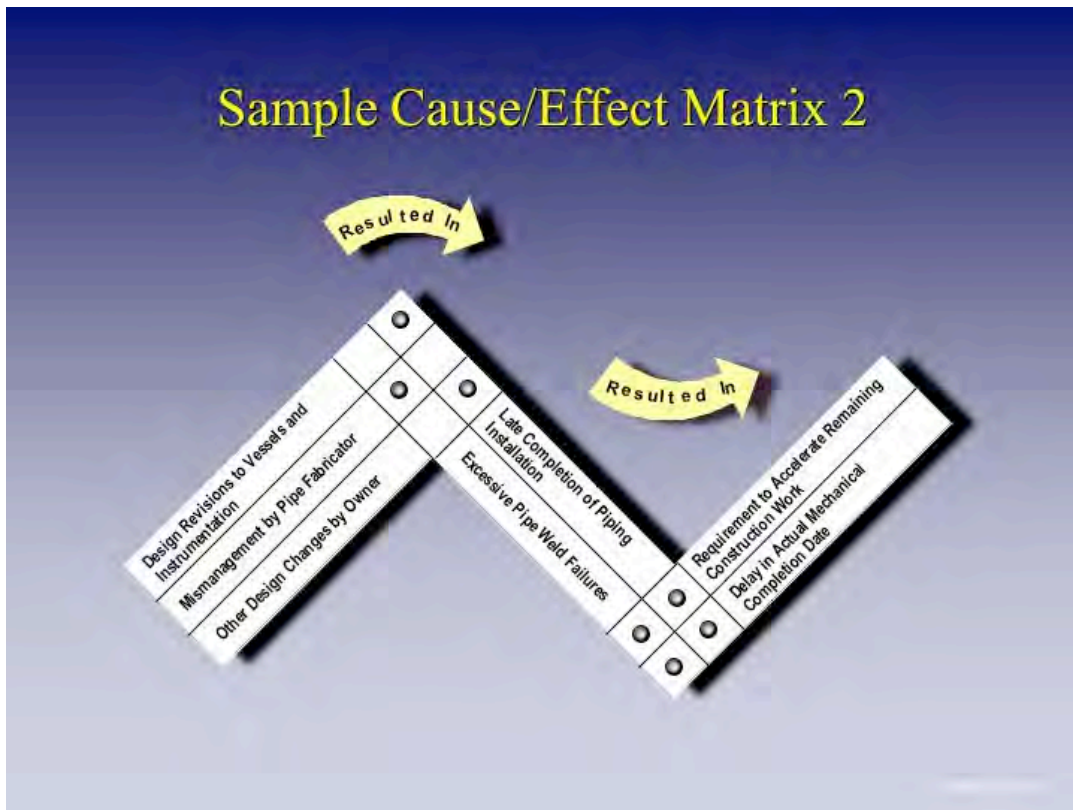 Sample Cause/Effect Matrix 2
Resulted In
Resulted In
Design Revisions to Vessels and
Instrumentation
Mismanagement by Pipe Fabricator
Other Design Changes by Owner
Late Completion of Piping
Installation
Excessive Pipe Weld Failures
Requirement to Accelerate Remaining
Construction Work
Delay in Actual Mechanical
Completion Date